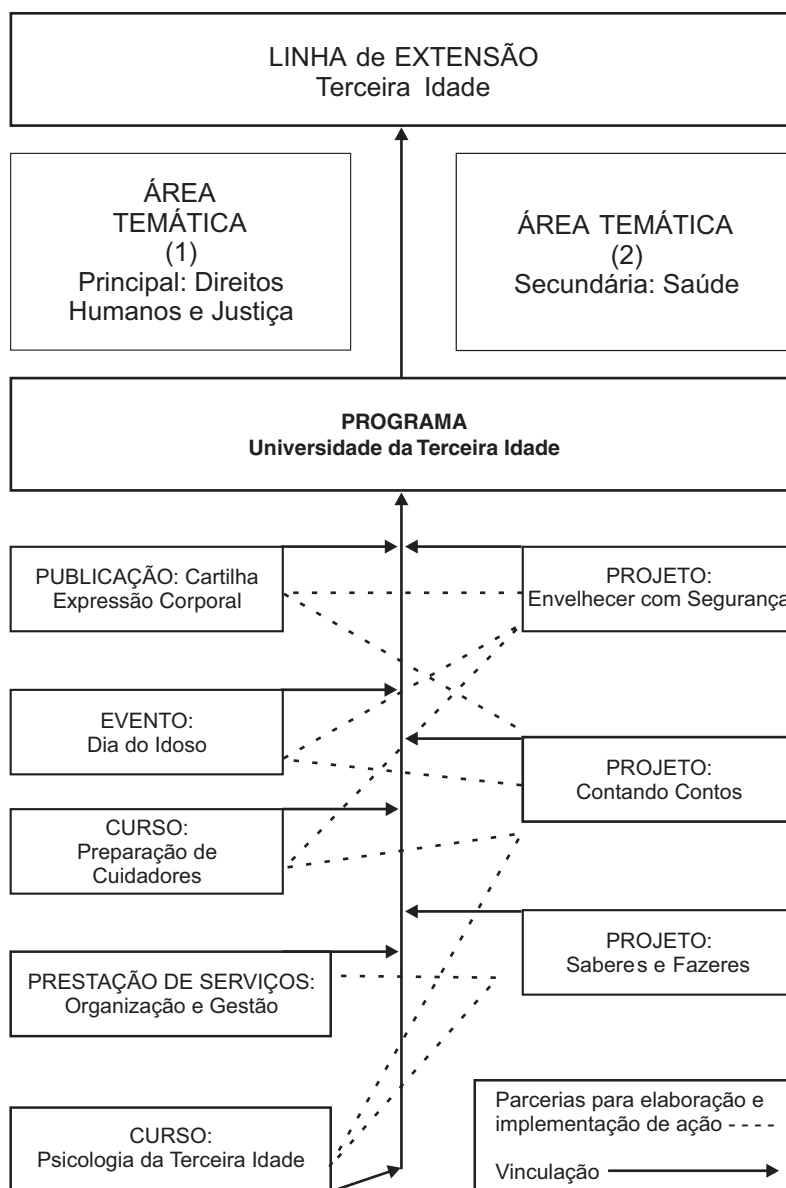 LINHA de EXTENSÃO
Terceira Idade
ÁREA
TEMÁTICA
(1)
Principal: Direitos
Humanos e Justiça
ÁREA TEMÁTICA
(2)
Secundária: Saúde
PROGRAMA
Universidade da Terceira Idade
PUBLICAÇÃO: Cartilha
Expressão Corporal
PROJETO:
Envelhecer com Segurança
EVENTO:
Dia do Idoso
PROJETO:
Contando Contos
CURSO:
Preparação de
Cuidadores
PROJETO:
Saberes e Fazeres
PRESTAÇÃO DE SERVIÇOS:
Organização e Gestão
CURSO:
Psicologia da Terceira Idade
Parcerias para elaboração e
implementação de ação
Vinculação